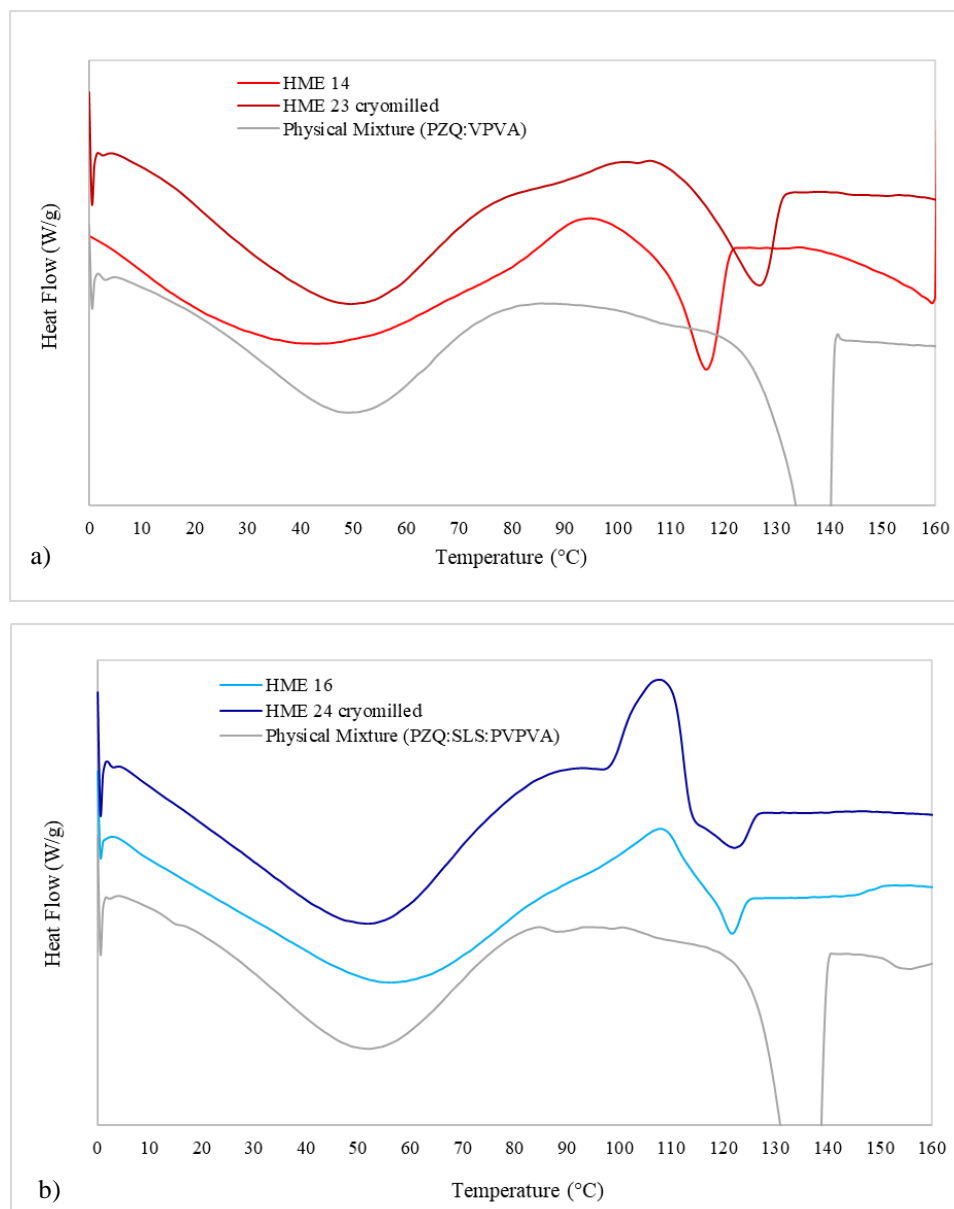 HME 14
HME 23 cryomilled
Physical Mixture (PZQ:VPVA)
Heat Flow (W/g)
0 10 20 30 40 50 60 70 80 90 100 110 120 130 140 150 160
a)
Temperature (°C)
HME 16
HME 24 cryomilled
Physical Mixture (PZQ:SLS:PVPVA)
Heat Flow (W/g)
0 10 20 30 40 50 60 70 80 90 100 110 120 130 140 150 160
b)
Temperature (°C)